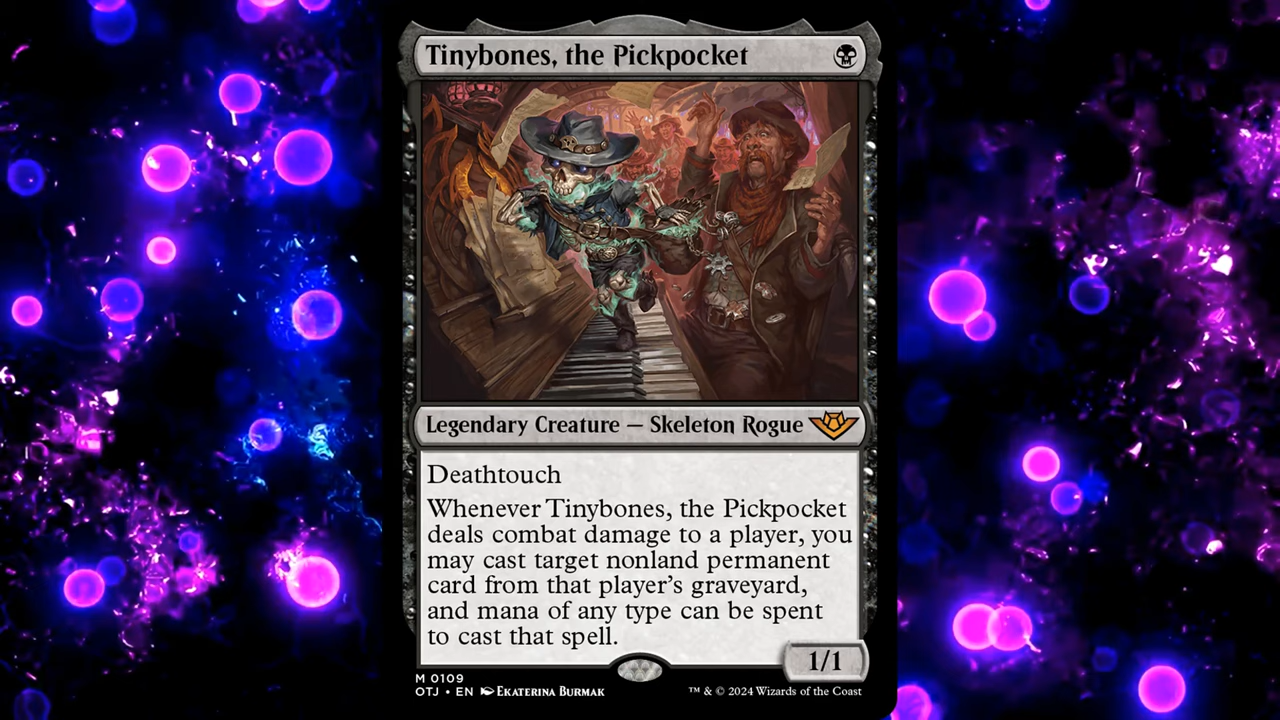 Tinybones, the Pickpocket
Legendary Creature — Skeleton Rogue
Deathtouch
Whenever Tinybones, the Pickpocket
deals combat damage to a player, you
may cast target nonland permanent
card from that player's graveyard,
and mana of any type can be spent
to cast that spell.
1/1
M 0109
OTJ • EN Ekaterina Burmak
™ & © 2024 Wizards of the Coast